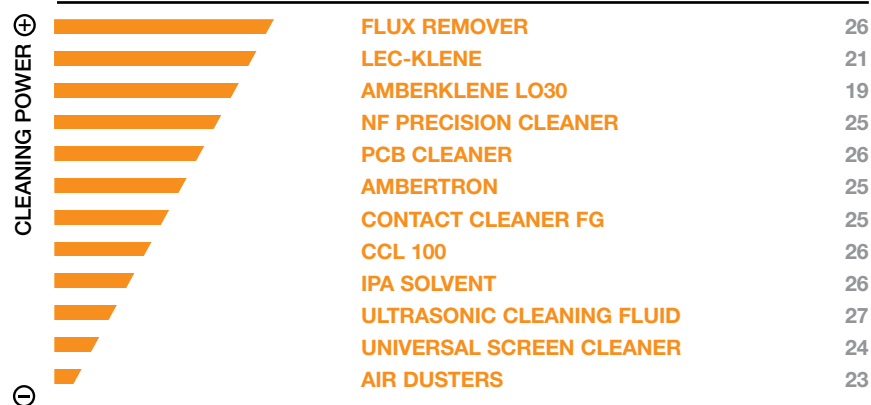 CLEANING POWER
FLUX REMOVER 26
LEC-KLENE 21
AMBERKLENE LO30 19
NF PRECISION CLEANER 25
PCB CLEANER 26
AMBERTRON 25
CONTACT CLEANER FG 25
CCL 100 26
IPA SOLVENT 26
ULTRASONIC CLEANING FLUID 27
UNIVERSAL SCREEN CLEANER 24
AIR DUSTERS 23